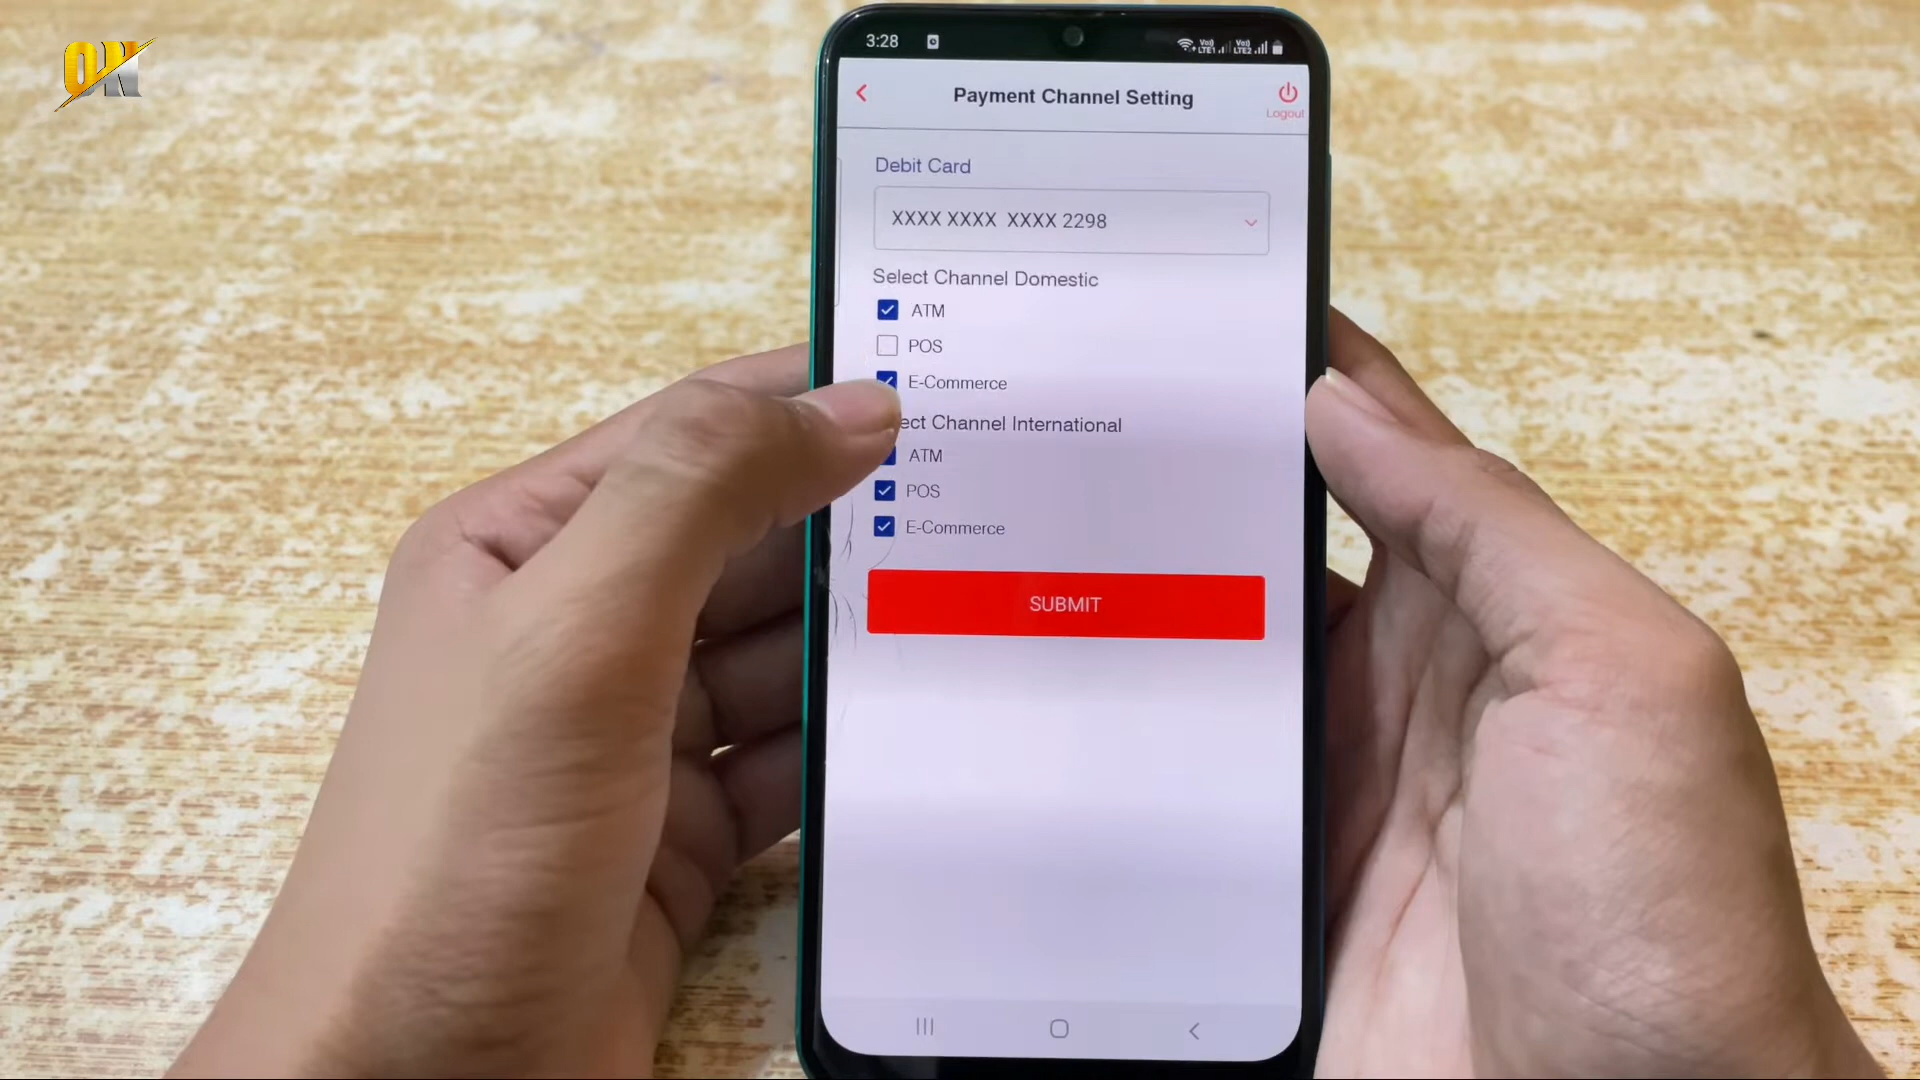 ON
3:28
Payment Channel Setting
Logout
Debit Card
XXXX XXXX XXXX 2298
Select Channel Domestic
ATM
POS
E-Commerce
ect Channel International
ATM
POS
E-Commerce
SUBMIT